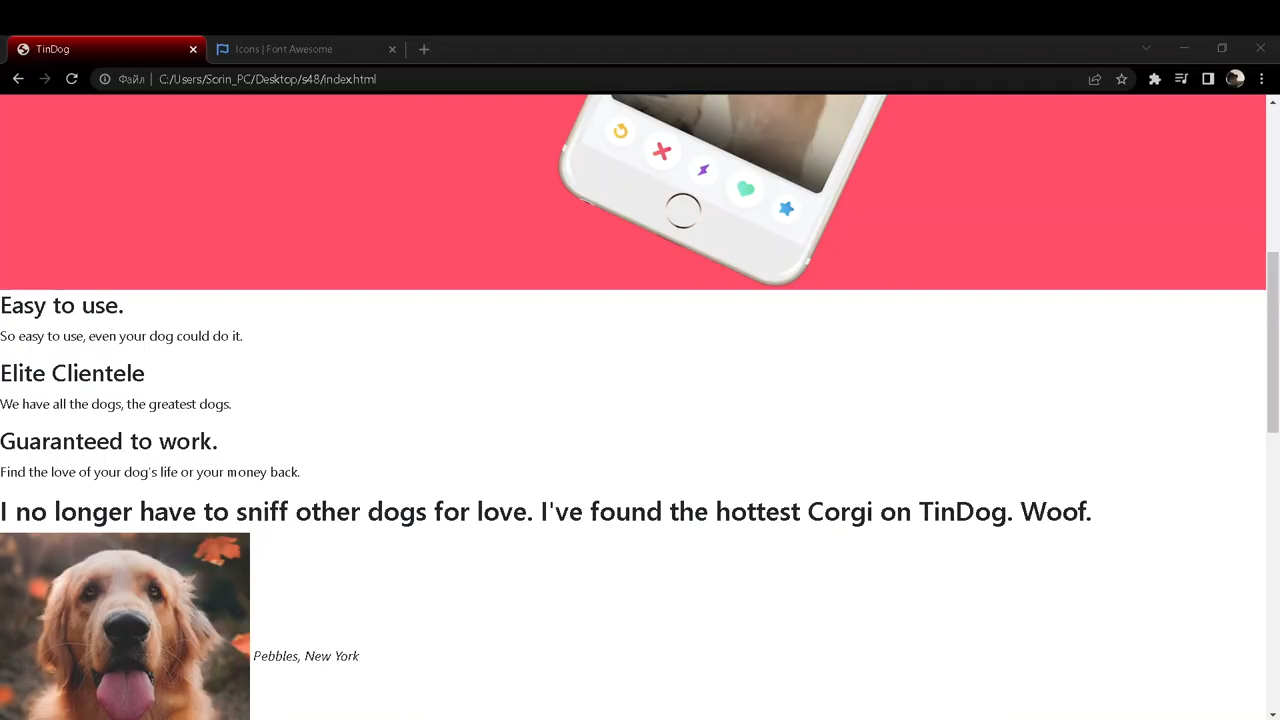 TinDog
Icons | Font Awesome
Файл | C:/Users/Sorin_PC/Desktop/s48/index.html
Easy to use.
So easy to use, even your dog could do it.
Elite Clientele
We have all the dogs, the greatest dogs.
Guaranteed to work.
Find the love of your dog's life or your money back.
I no longer have to sniff other dogs for love. I've found the hottest Corgi on TinDog. Woof.
Pebbles, New York